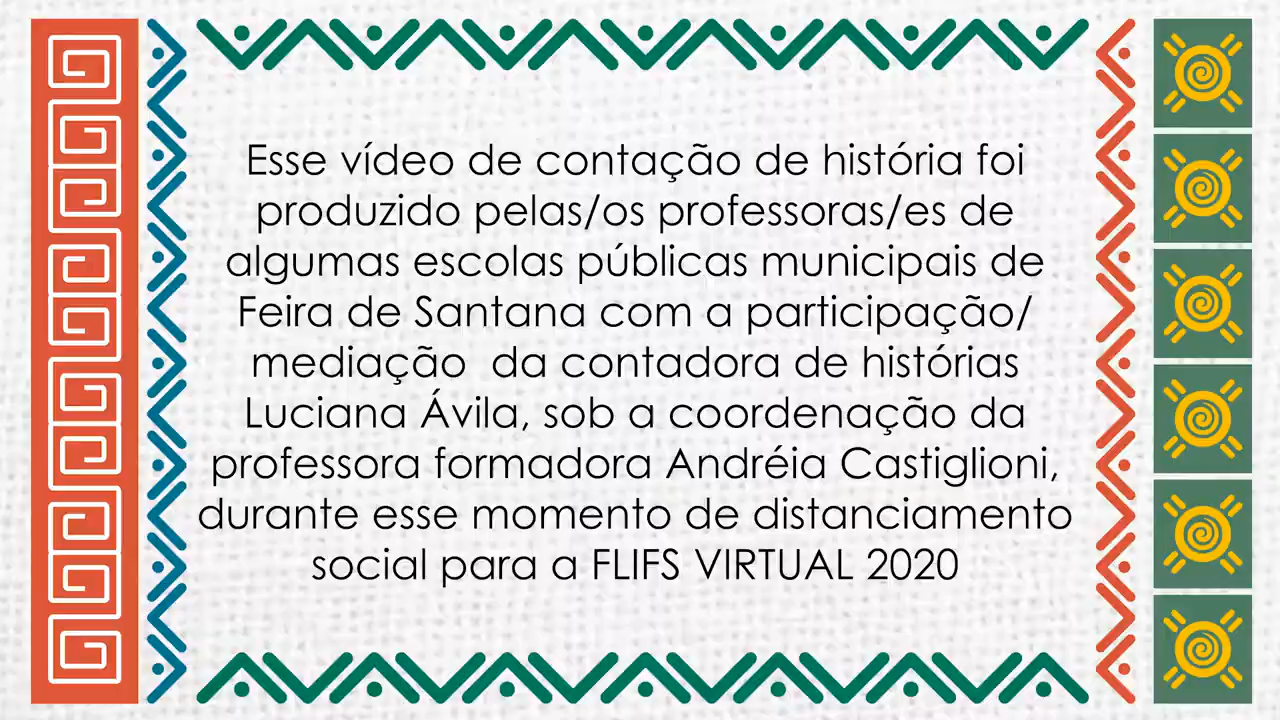 Esse vídeo de contação de história foi
produzido pelas/os professoras/es de
algumas escolas públicas municipais de
Feira de Santana com a participação/
mediação  da contadora de histórias
Luciana Ávila, sob a coordenação da
professora formadora Andréia Castiglioni,
durante esse momento de distanciamento
social para a FLIFS VIRTUAL 2020